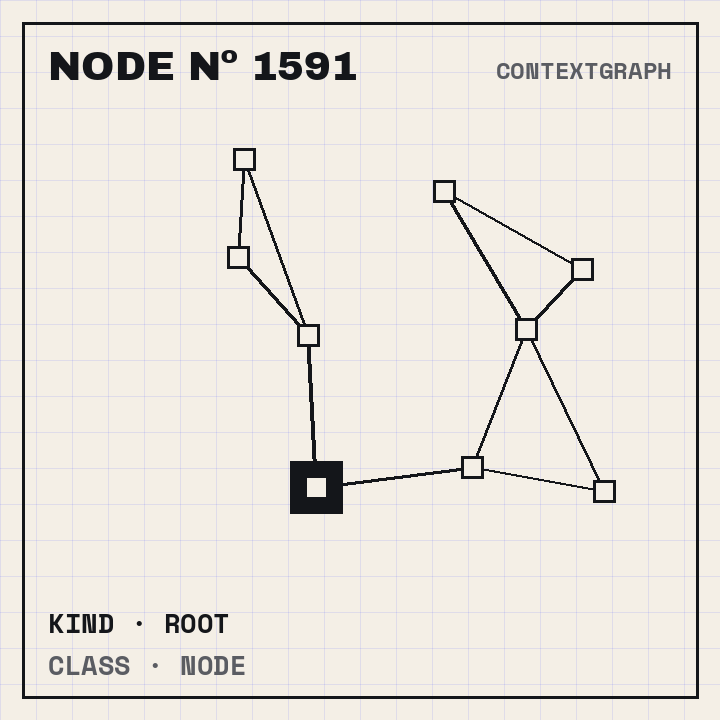 NODE Nº 1591
CONTEXTGRAPH
KIND · ROOT
CLASS · NODE